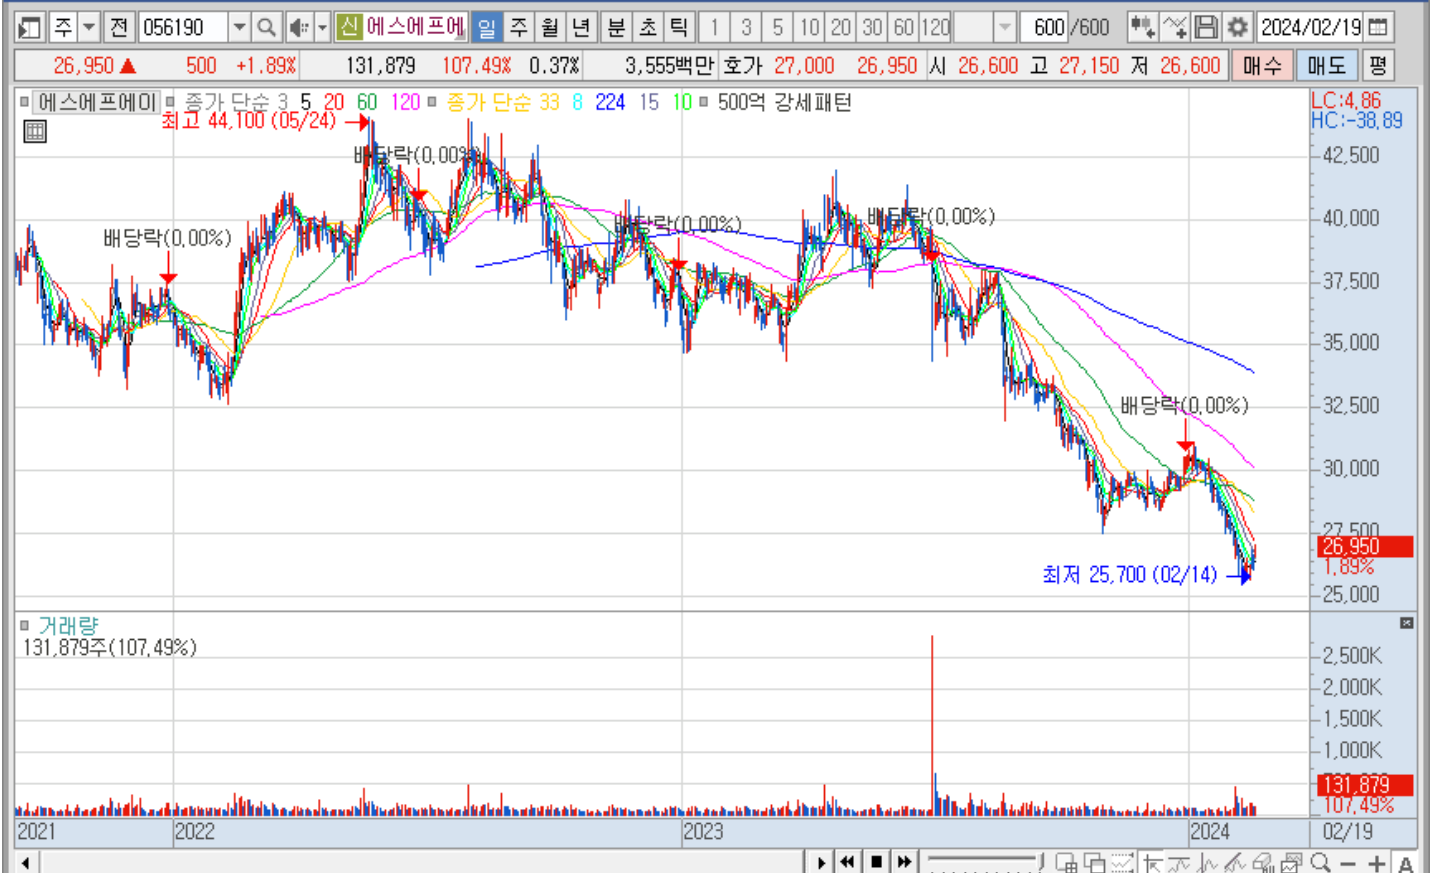 주 전 056190 신 에스에프에 일 주 월 년 분 초 틱 1 3 5 10 20 30 60 120 600 /600 2024/02/19
26,950 ▲ 500 +1.89% 131,879 107.49% 0.37% 3,555백만 호가 27,000 26,950 시 26,600 고 27,150 저 26,600 매수 매도 평
에스에프에이 종가 단순 3 5 20 60 120 종가 단순 33 8 224 15 10 500억 강세패턴
LC:4.86
HC:-38.89
최고 44,100 (05/24)
배당락(0.00%)
42,500
배당락(0.00%)
배당락(0.00%)
배당락(0.00%)
40,000
37,500
35,000
배당락(0.00%)
32,500
30,000
27,500
26,950
1.89%
최저 25,700 (02/14)
25,000
거래량
131,879주(107.49%)
2,500K
2,000K
1,500K
1,000K
131,879
107.49%
2021 2022 2023 2024 02/19
A